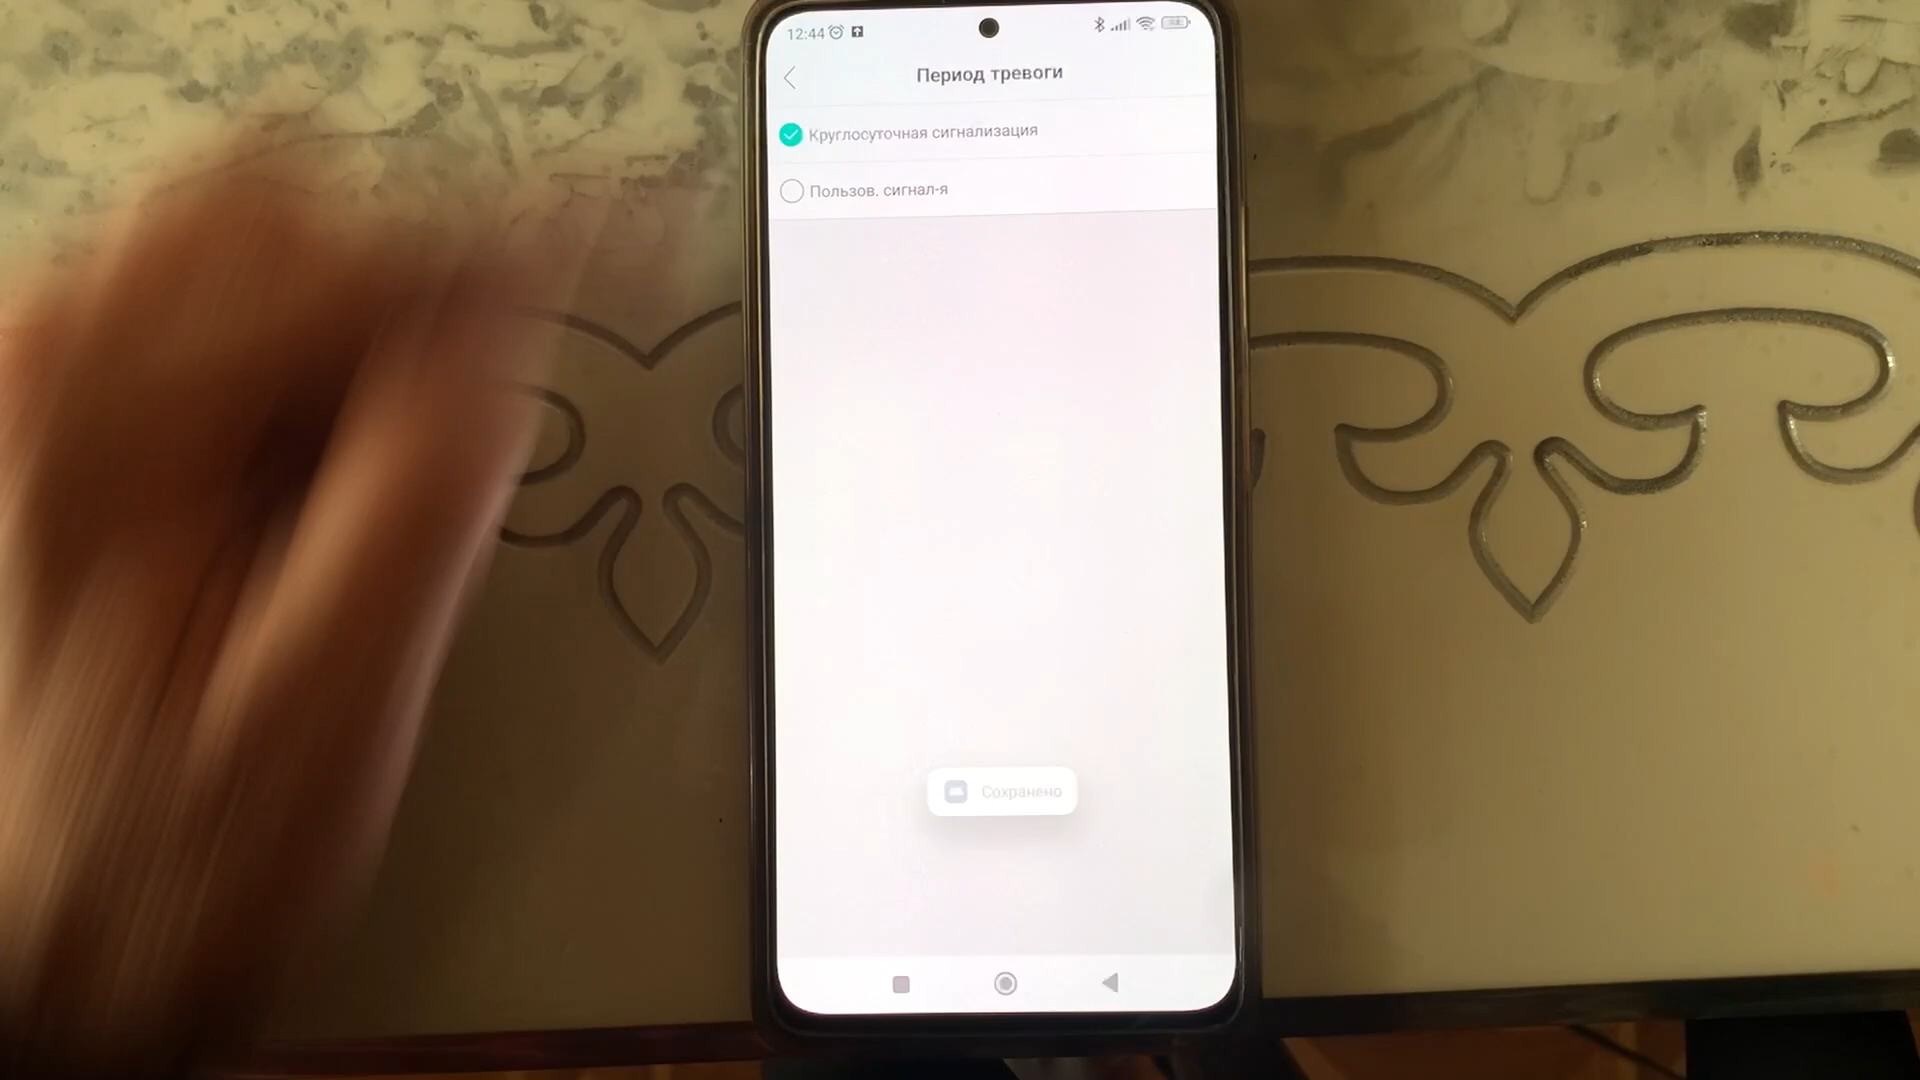 12:44
Период тревоги
Круглосуточная сигнализация
Пользов. сигнал-я
Сохранено